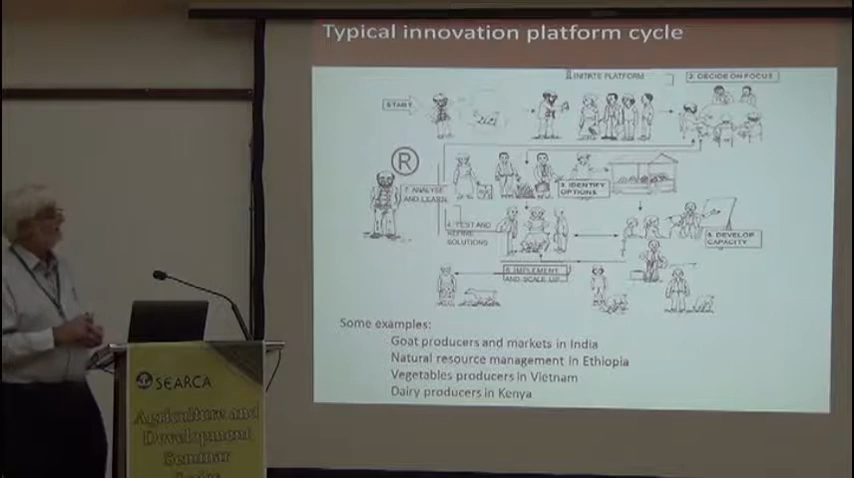 Typical innovation platform cycle
1. INITIATE PLATFORM
2. DECIDE ON FOCUS
START
®
7. ANALYSE
AND LEARN
3. IDENTIFY
OPTIONS
4. TEST AND
REFINE
SOLUTIONS
5. DEVELOP
CAPACITY
6. IMPLEMENT
AND SCALE UP
Some examples:
Goat producers and markets in India
Natural resource management in Ethiopia
Vegetables producers in Vietnam
Dairy producers in Kenya
SEARCA
Agriculture and
Development
Seminar
Series